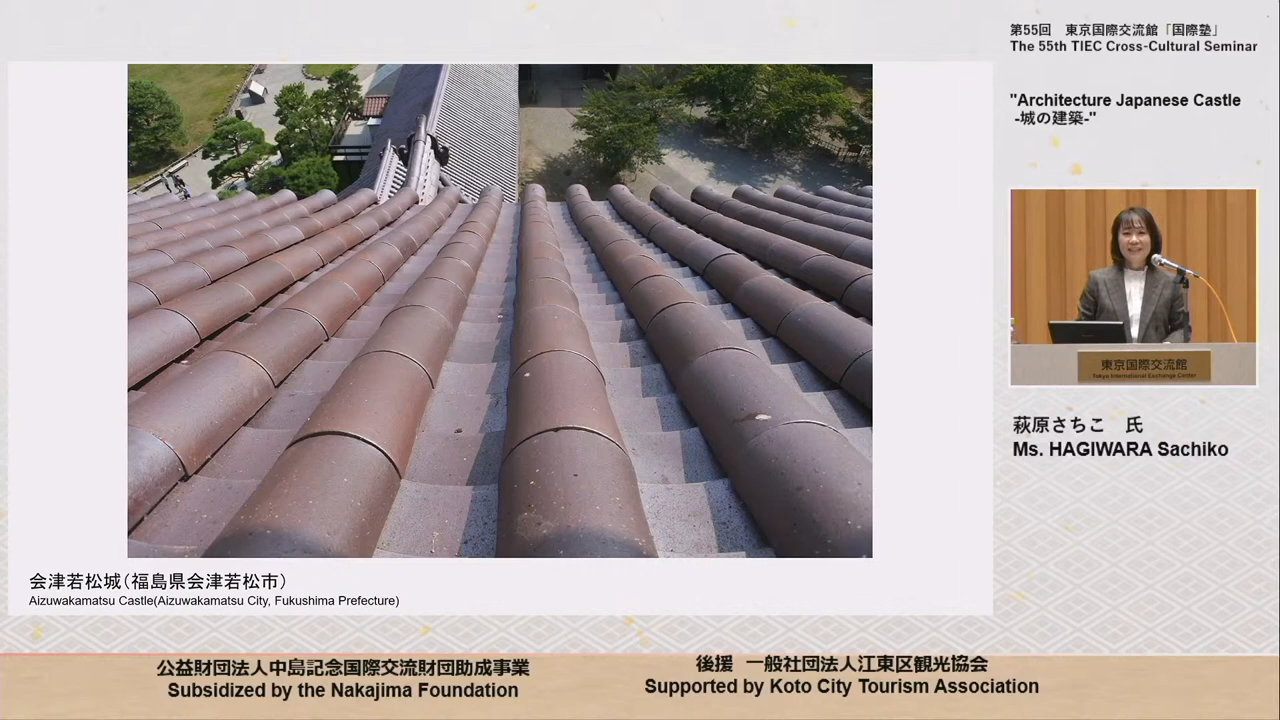 第55回　東京国際交流館「国際塾」
The 55th TIEC Cross-Cultural Seminar
"Architecture Japanese Castle
-城の建築-"
東京国際交流館
Tokyo International Exchange Center
萩原さちこ　氏
Ms. HAGIWARA Sachiko
会津若松城（福島県会津若松市）
Aizuwakamatsu Castle(Aizuwakamatsu City, Fukushima Prefecture)
公益財団法人中島記念国際交流財団助成事業
Subsidized by the Nakajima Foundation
後援　一般社団法人江東区観光協会
Supported by Koto City Tourism Association